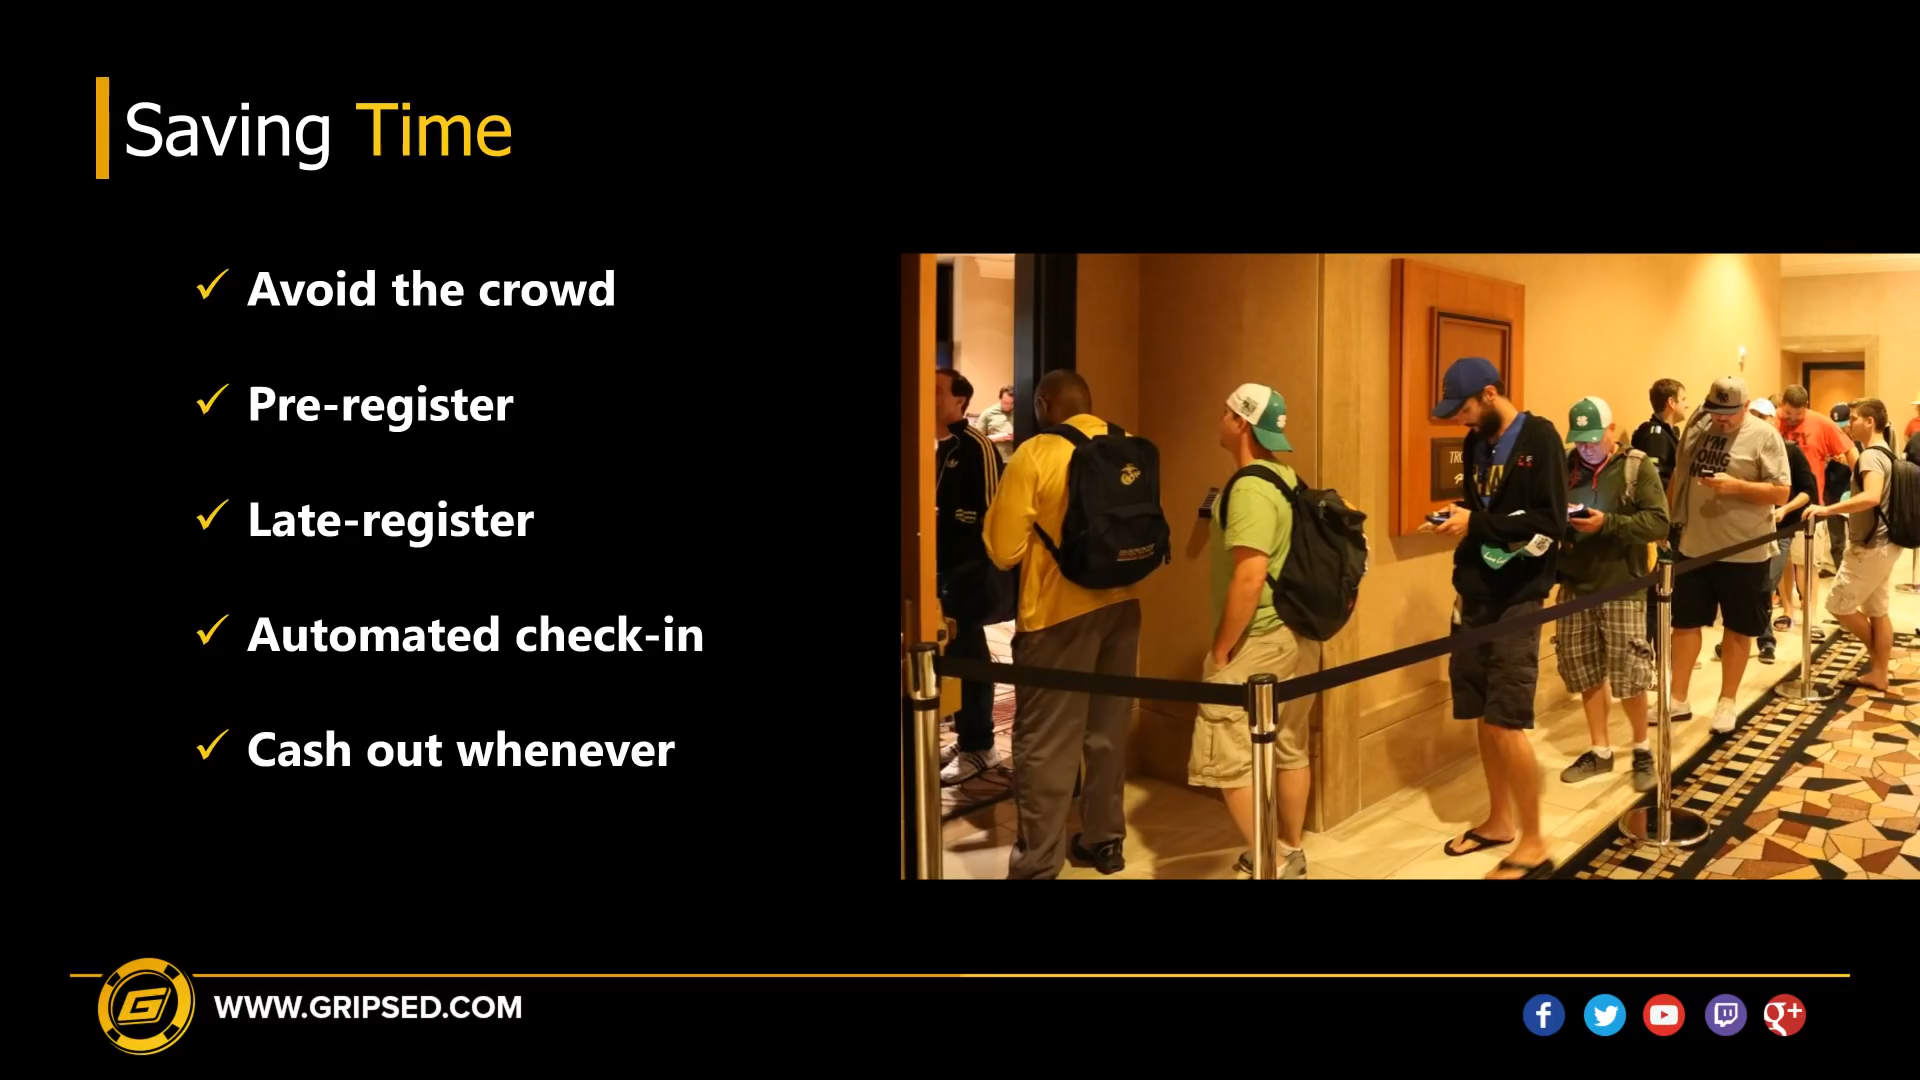 Saving Time
Avoid the crowd
Pre-register
Late-register
Automated check-in
Cash out whenever
I'M
WWW.GRIPSED.COM